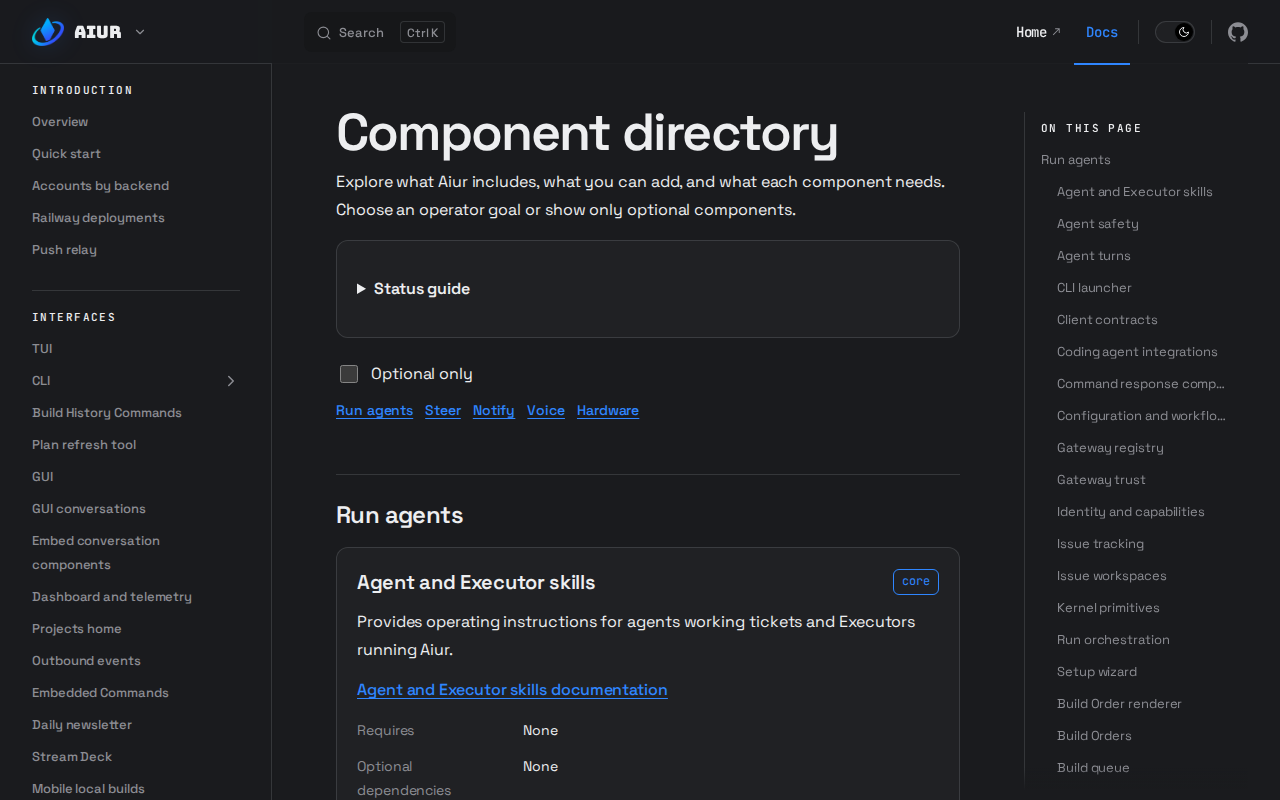 AIUR
Search
Ctrl K
Home
Docs
INTRODUCTION
Overview
Quick start
Accounts by backend
Railway deployments
Push relay
INTERFACES
TUI
CLI
Build History Commands
Plan refresh tool
GUI
GUI conversations
Embed conversation
components
Dashboard and telemetry
Projects home
Outbound events
Embedded Commands
Daily newsletter
Stream Deck
Mobile local builds
Component directory
Explore what Aiur includes, what you can add, and what each component needs.
Choose an operator goal or show only optional components.
Status guide
Optional only
Run agents Steer Notify Voice Hardware
Run agents
Agent and Executor skills
core
Provides operating instructions for agents working tickets and Executors
running Aiur.
Agent and Executor skills documentation
Requires None
Optional None
dependencies
ON THIS PAGE
Run agents
Agent and Executor skills
Agent safety
Agent turns
CLI launcher
Client contracts
Coding agent integrations
Command response comp…
Configuration and workflo…
Gateway registry
Gateway trust
Identity and capabilities
Issue tracking
Issue workspaces
Kernel primitives
Run orchestration
Setup wizard
Build Order renderer
Build Orders
Build queue